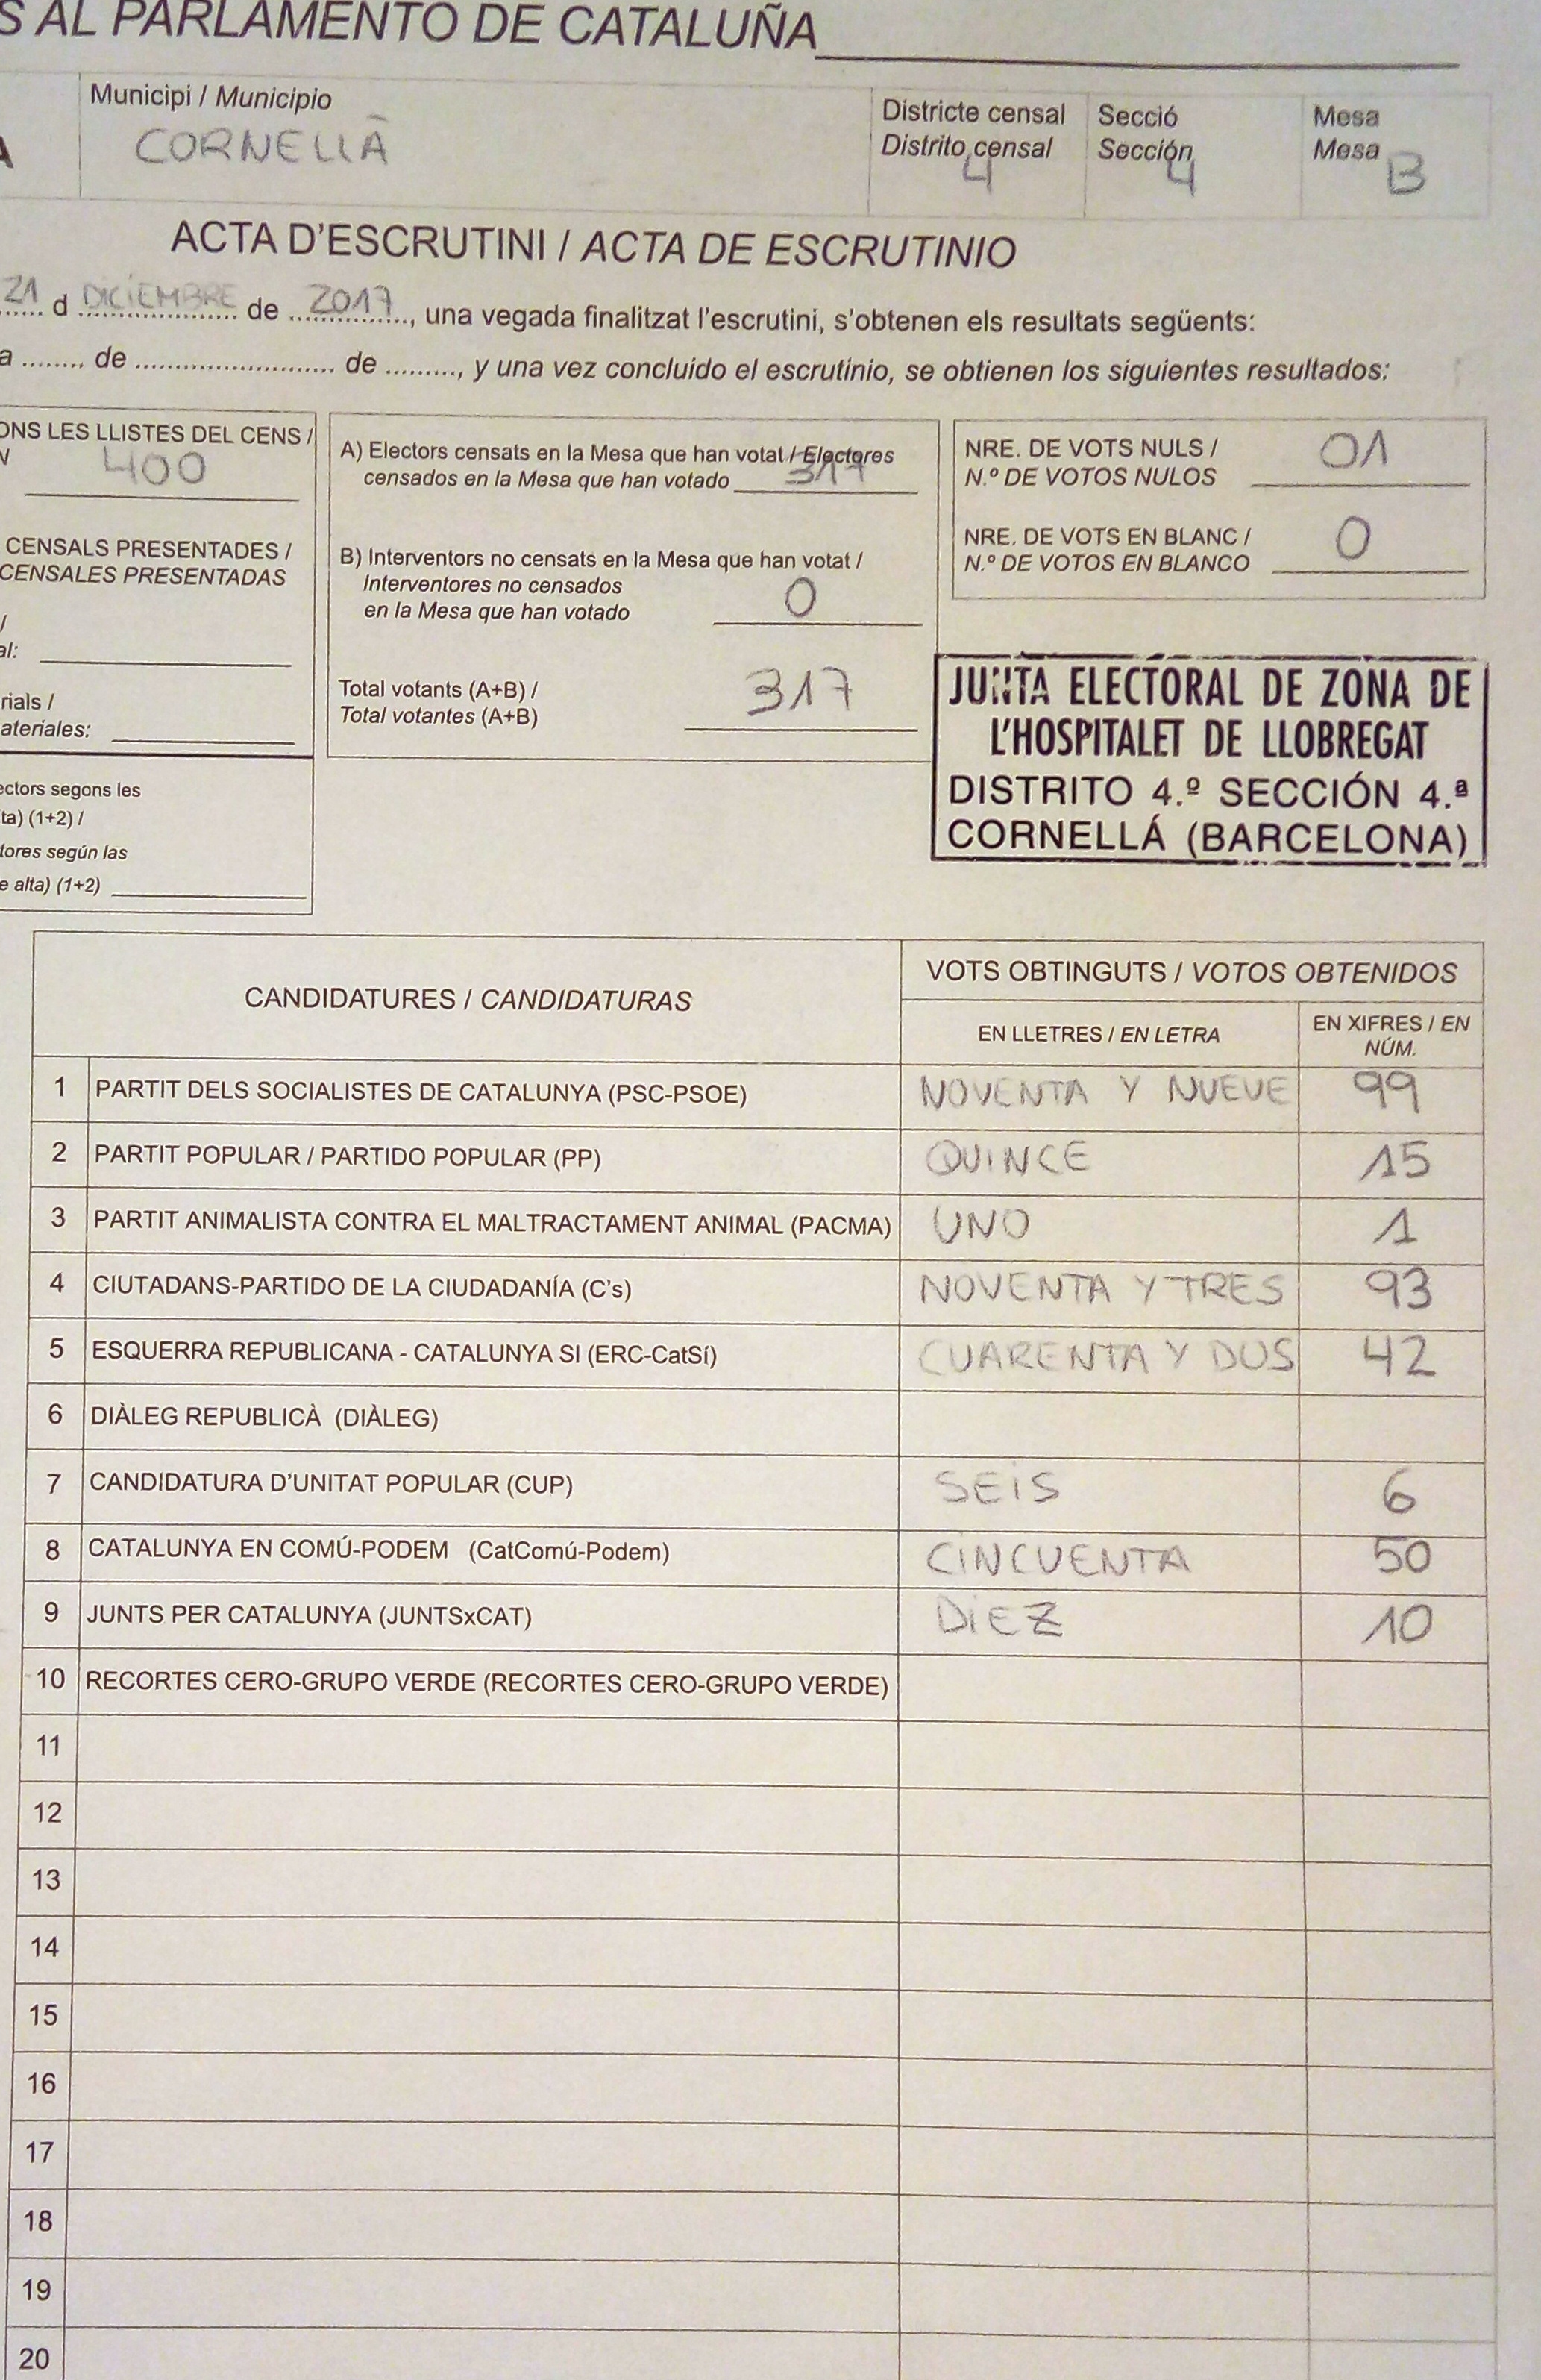 S AL PARLAMENTO DE CATALUÑA
Municipi / Municipio
CORNELLÀ
Districte censal
Distrito censal
4
Secció
Sección
4
Mesa
Mesa
B
A
ACTA D'ESCRUTINI / ACTA DE ESCRUTINIO
21 d DICIEMBRE de 2017, una vegada finalitzat l'escrutini, s'obtenen els resultats següents:
a ........ de ......................... de ........., y una vez concluido el escrutinio, se obtienen los siguientes resultados:
ONS LES LLISTES DEL CENS /
N
400
CENSALS PRESENTADES /
CENSALES PRESENTADAS
/
al:
rials /
ateriales:
ectors segons les
ta) (1+2) /
tores según las
e alta) (1+2)
A) Electors censats en la Mesa que han votat / Electores
censados en la Mesa que han votado 317
B) Interventors no censats en la Mesa que han votat /
Interventores no censados
en la Mesa que han votado 0
Total votants (A+B) /
Total votantes (A+B) 317
NRE. DE VOTS NULS /
N.º DE VOTOS NULOS 01
NRE. DE VOTS EN BLANC /
N.º DE VOTOS EN BLANCO 0
JUNTA ELECTORAL DE ZONA DE
L'HOSPITALET DE LLOBREGAT
DISTRITO 4.º SECCIÓN 4.ª
CORNELLÁ (BARCELONA)
CANDIDATURES / CANDIDATURAS
VOTS OBTINGUTS / VOTOS OBTENIDOS
EN LLETRES / EN LETRA
EN XIFRES / EN
NÚM.
1 PARTIT DELS SOCIALISTES DE CATALUNYA (PSC-PSOE) NOVENTA Y NUEVE 99
2 PARTIT POPULAR / PARTIDO POPULAR (PP) QUINCE 15
3 PARTIT ANIMALISTA CONTRA EL MALTRACTAMENT ANIMAL (PACMA) UNO 1
4 CIUTADANS-PARTIDO DE LA CIUDADANÍA (C's) NOVENTA Y TRES 93
5 ESQUERRA REPUBLICANA - CATALUNYA SI (ERC-CatSí) CUARENTA Y DOS 42
6 DIÀLEG REPUBLICÀ (DIÀLEG)
7 CANDIDATURA D'UNITAT POPULAR (CUP) SEIS 6
8 CATALUNYA EN COMÚ-PODEM (CatComú-Podem) CINCUENTA 50
9 JUNTS PER CATALUNYA (JUNTSxCAT) DIEZ 10
10 RECORTES CERO-GRUPO VERDE (RECORTES CERO-GRUPO VERDE)
11
12
13
14
15
16
17
18
19
20